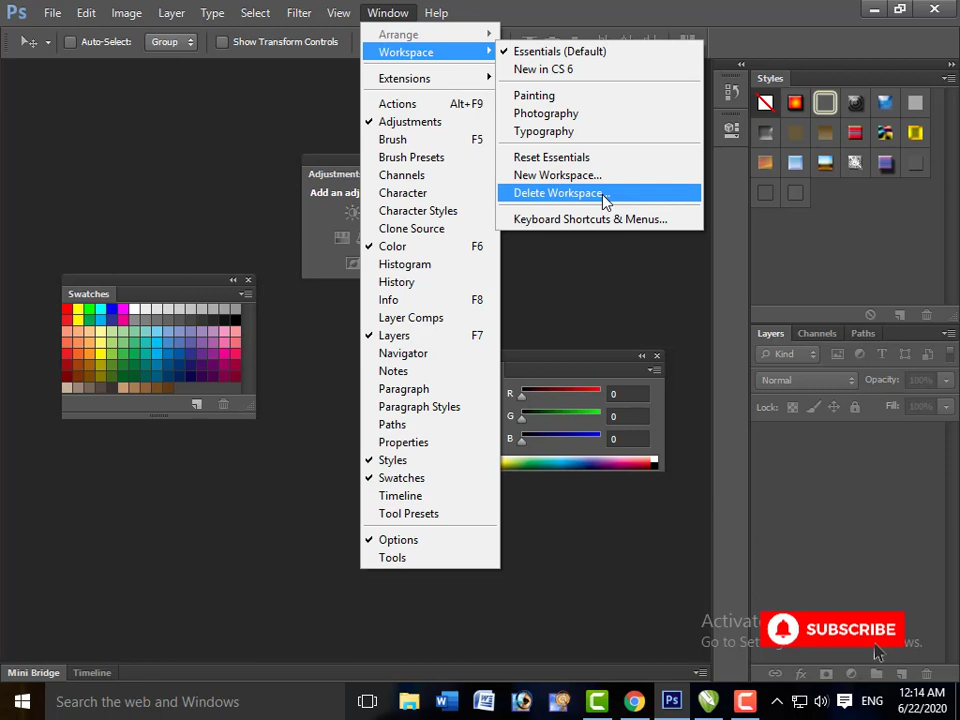 Ps File Edit Image Layer Type Select Filter View Window Help
Auto-Select: Group Show Transform Controls
Arrange
Workspace
Extensions
Actions Alt+F9
Adjustments
Brush F5
Brush Presets
Channels
Character
Character Styles
Clone Source
Color F6
Histogram
History
Info F8
Layer Comps
Layers F7
Navigator
Notes
Paragraph
Paragraph Styles
Paths
Properties
Styles
Swatches
Timeline
Tool Presets
Options
Tools
Essentials (Default)
New in CS 6
Painting
Photography
Typography
Reset Essentials
New Workspace...
Delete Workspace...
Keyboard Shortcuts & Menus...
Adjustments
Add an adj
Swatches
R 0
G 0
B 0
Styles
Layers Channels Paths
Kind
Normal Opacity: 100%
Lock: Fill: 100%
SUBSCRIBE
Mini Bridge Timeline
Search the web and Windows
ENG
12:14 AM
6/22/2020